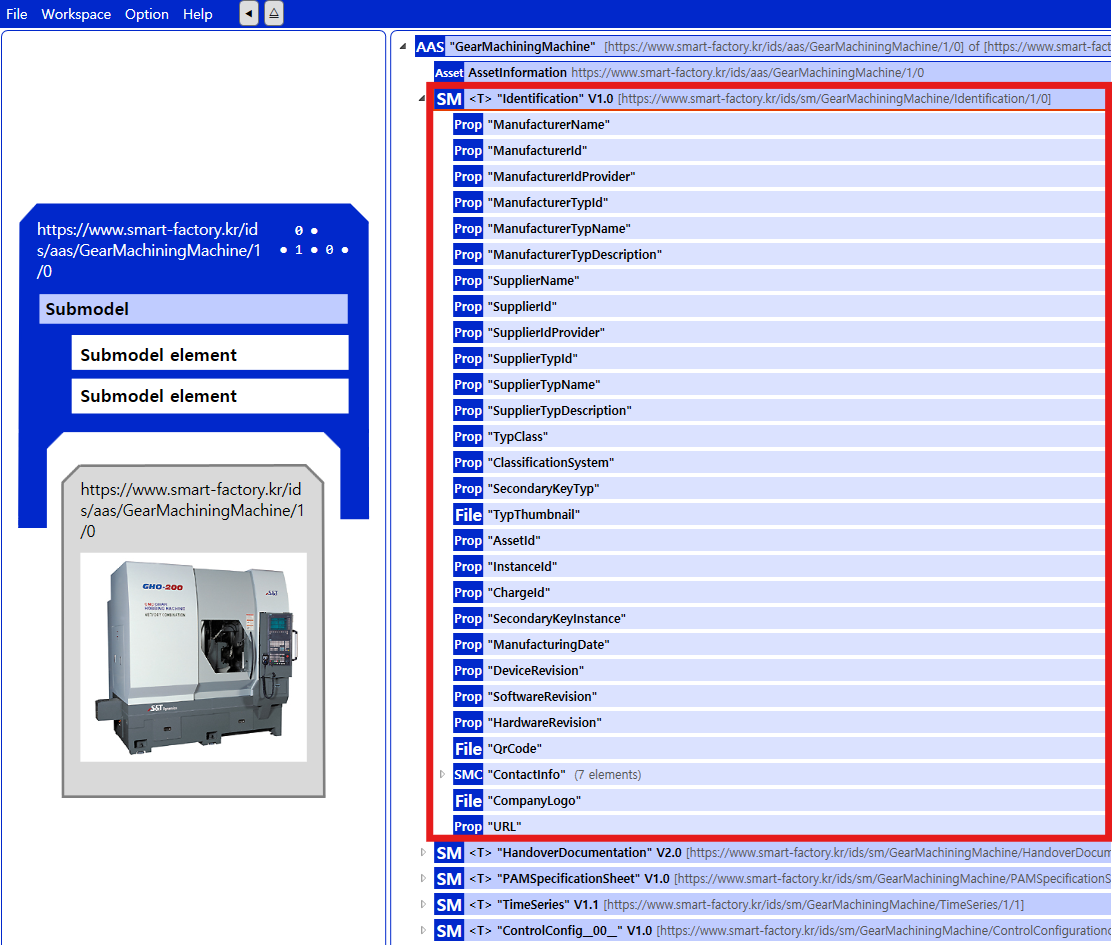 File Workspace Option Help
https://www.smart-factory.kr/id
s/aas/GearMachiningMachine/1
/0
0
1 0
Submodel
Submodel element
Submodel element
https://www.smart-factory.kr/id
s/aas/GearMachiningMachine/1
/0
GHO-200
S&T
S&T Dynamics
AAS "GearMachiningMachine" [https://www.smart-factory.kr/ids/aas/GearMachiningMachine/1/0] of [https://www.smart-fact
Asset AssetInformation https://www.smart-factory.kr/ids/aas/GearMachiningMachine/1/0
SM <T> "Identification" V1.0 [https://www.smart-factory.kr/ids/sm/GearMachiningMachine/Identification/1/0]
Prop "ManufacturerName"
Prop "ManufacturerId"
Prop "ManufacturerIdProvider"
Prop "ManufacturerTypId"
Prop "ManufacturerTypName"
Prop "ManufacturerTypDescription"
Prop "SupplierName"
Prop "SupplierId"
Prop "SupplierIdProvider"
Prop "SupplierTypId"
Prop "SupplierTypName"
Prop "SupplierTypDescription"
Prop "TypClass"
Prop "ClassificationSystem"
Prop "SecondaryKeyTyp"
File "TypThumbnail"
Prop "AssetId"
Prop "InstanceId"
Prop "ChargeId"
Prop "SecondaryKeyInstance"
Prop "ManufacturingDate"
Prop "DeviceRevision"
Prop "SoftwareRevision"
Prop "HardwareRevision"
File "QrCode"
SMC "ContactInfo" (7 elements)
File "CompanyLogo"
Prop "URL"
SM <T> "HandoverDocumentation" V2.0 [https://www.smart-factory.kr/ids/sm/GearMachiningMachine/HandoverDocum
SM <T> "PAMSpecificationSheet" V1.0 [https://www.smart-factory.kr/ids/sm/GearMachiningMachine/PAMSpecificationS
SM <T> "TimeSeries" V1.1 [https://www.smart-factory.kr/ids/sm/GearMachiningMachine/TimeSeries/1/1]
SM <T> "ControlConfig__00__" V1.0 [https://www.smart-factory.kr/ids/sm/GearMachiningMachine/ControlConfiguration